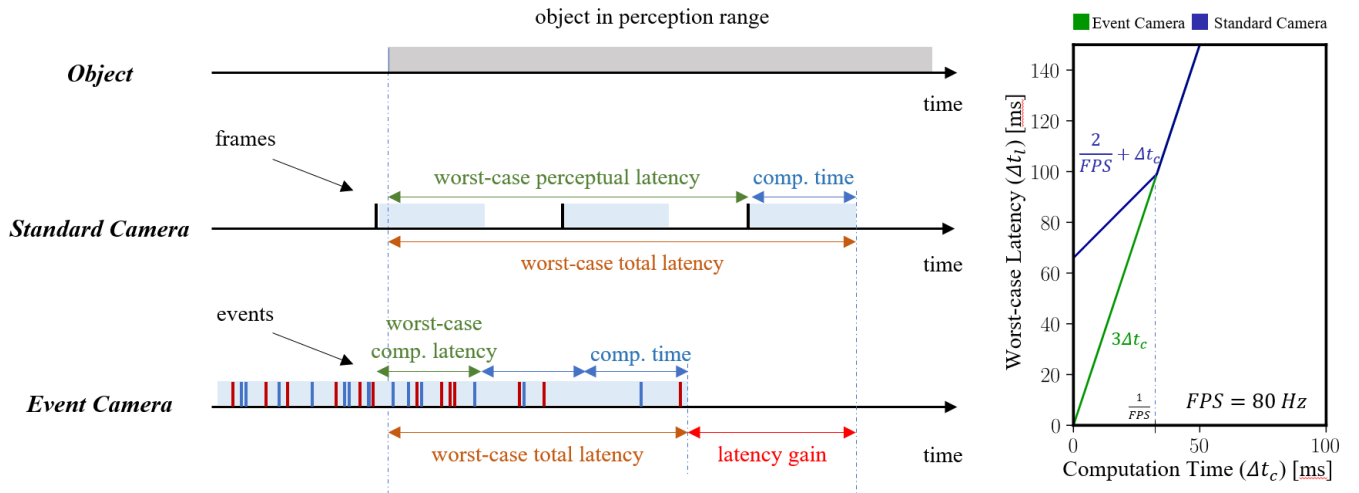 object in perception range
Object
time
frames
worst-case perceptual latency
comp. time
Standard Camera
worst-case total latency
time
events
worst-case
comp. latency
comp. time
Event Camera
worst-case total latency
latency gain
time
Event Camera
Standard Camera
Worst-case Latency (Δt_l) [ms]
140
120
100
80
60
40
20
0
2/FPS + Δt_c
3Δt_c
1/FPS
FPS = 80 Hz
0
50
100
Computation Time (Δt_c) [ms]